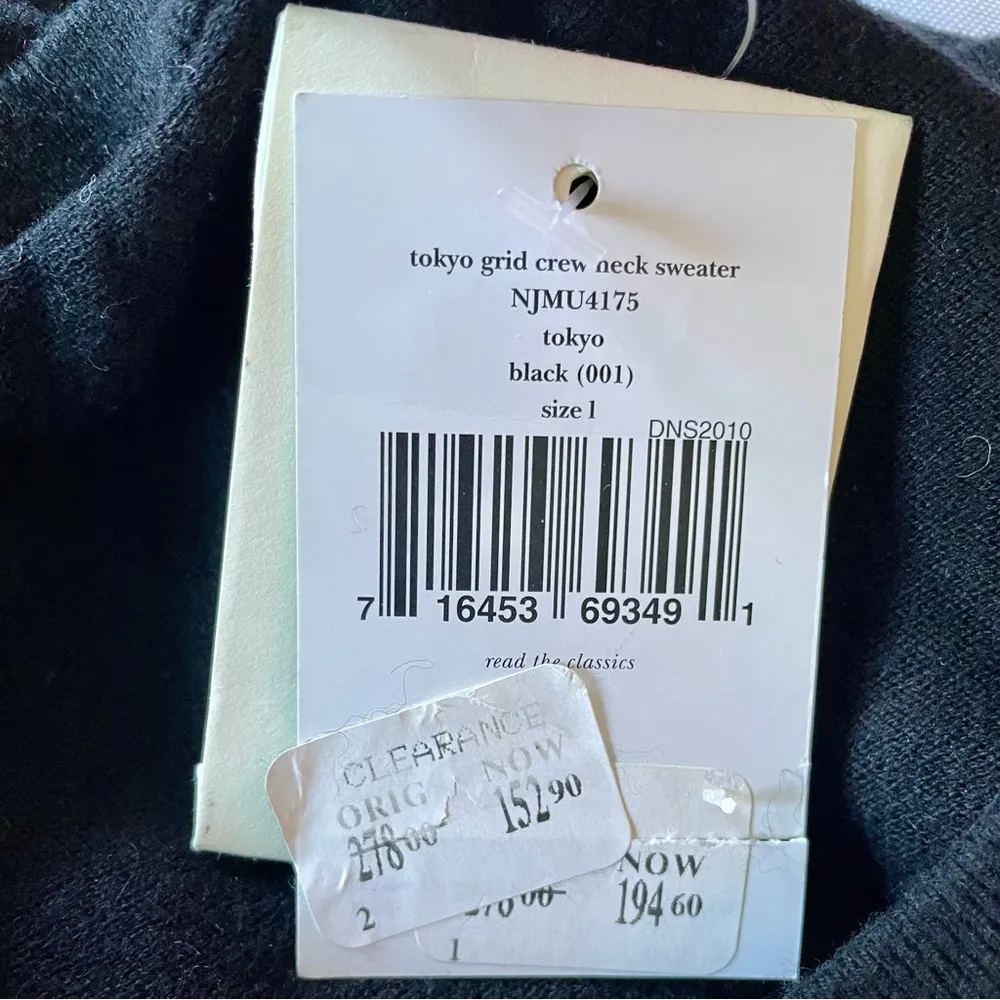 tokyo grid crew neck sweater
NJMU4175
tokyo
black (001)
size l
DNS2010
7 16453 69349 1
read the classics
CLEARANCE
ORIG NOW
278 00 152 90
2
NOW
194 60
1